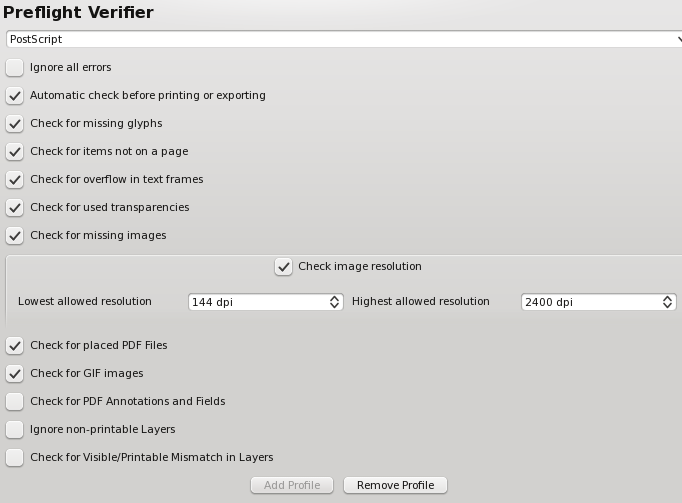 Preflight Verifier
PostScript
Ignore all errors
Automatic check before printing or exporting
Check for missing glyphs
Check for items not on a page
Check for overflow in text frames
Check for used transparencies
Check for missing images
Check image resolution
Lowest allowed resolution 144 dpi Highest allowed resolution 2400 dpi
Check for placed PDF Files
Check for GIF images
Check for PDF Annotations and Fields
Ignore non-printable Layers
Check for Visible/Printable Mismatch in Layers
Add Profile Remove Profile